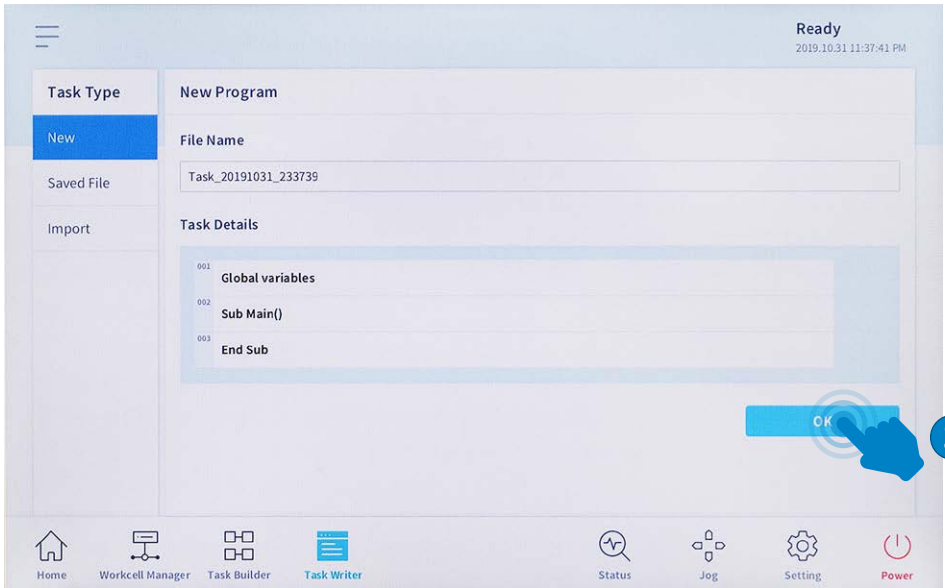 Ready
2019.10.31 11:37:41 PM
Task Type
New Program
New
File Name
Saved File
Task_20191031_233739
Import
Task Details
001
Global variables
002
Sub Main()
003
End Sub
OK
Home
Workcell Manager
Task Builder
Task Writer
Status
Jog
Setting
Power